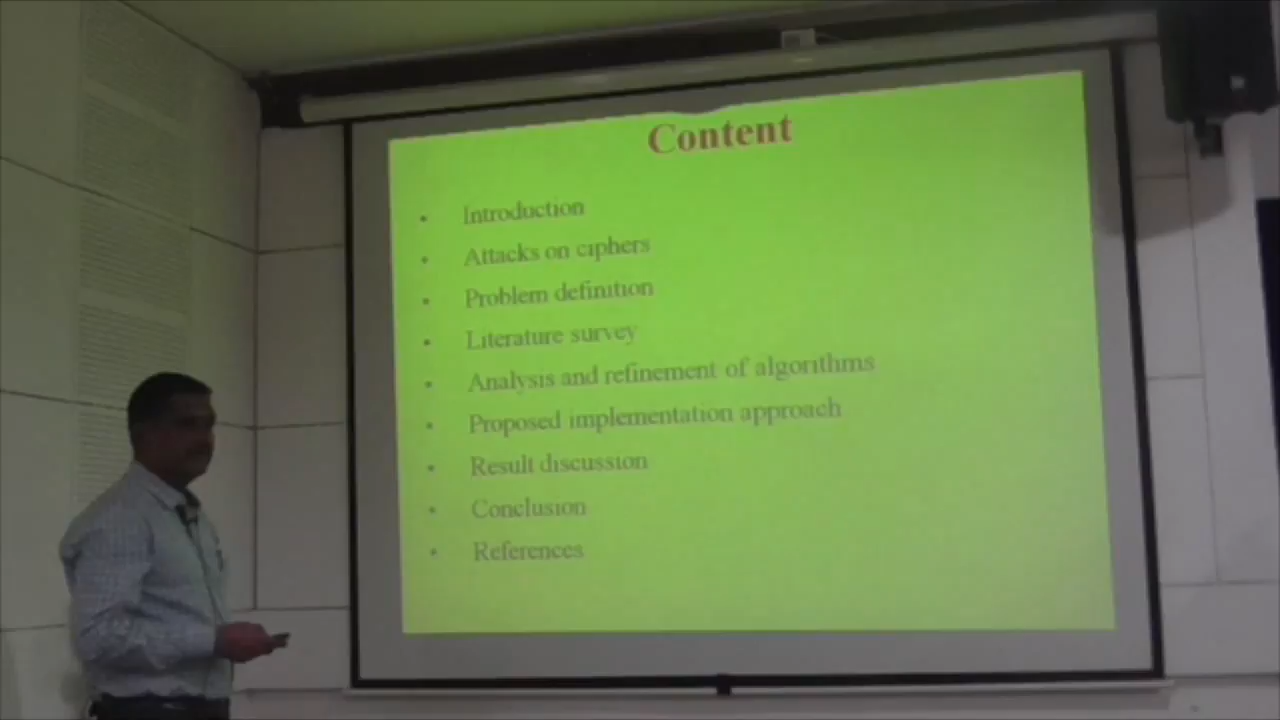 Content
• Introduction
• Attacks on ciphers
• Problem definition
• Literature survey
• Analysis and refinement of algorithms
• Proposed implementation approach
• Result discussion
• Conclusion
• References